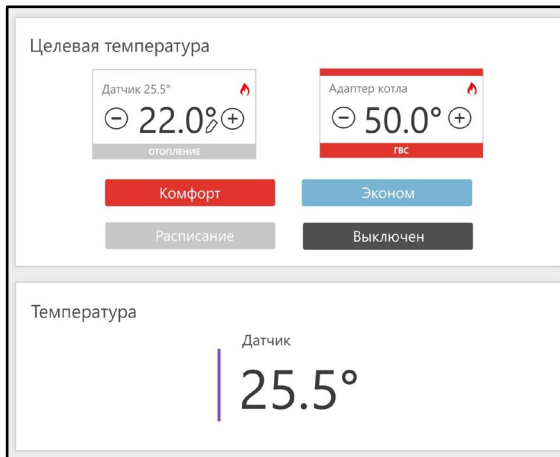 Целевая температура
Датчик 25.5°
− 22.0° +
ОТОПЛЕНИЕ
Адаптер котла
− 50.0° +
ГВС
Комфорт
Эконом
Расписание
Выключен
Температура
Датчик
25.5°